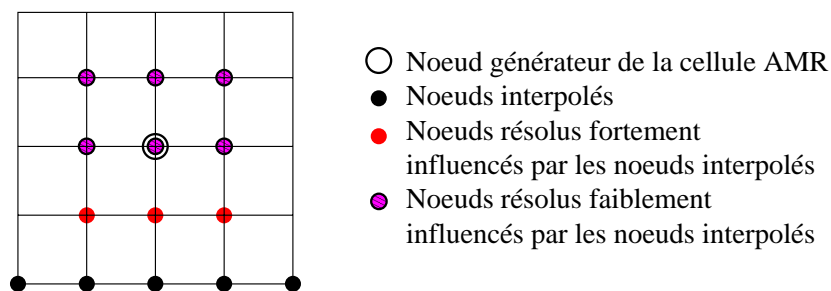 Noeud générateur de la cellule AMR
Noeuds interpolés
Noeuds résolus fortement
influencés par les noeuds interpolés
Noeuds résolus faiblement
influencés par les noeuds interpolés